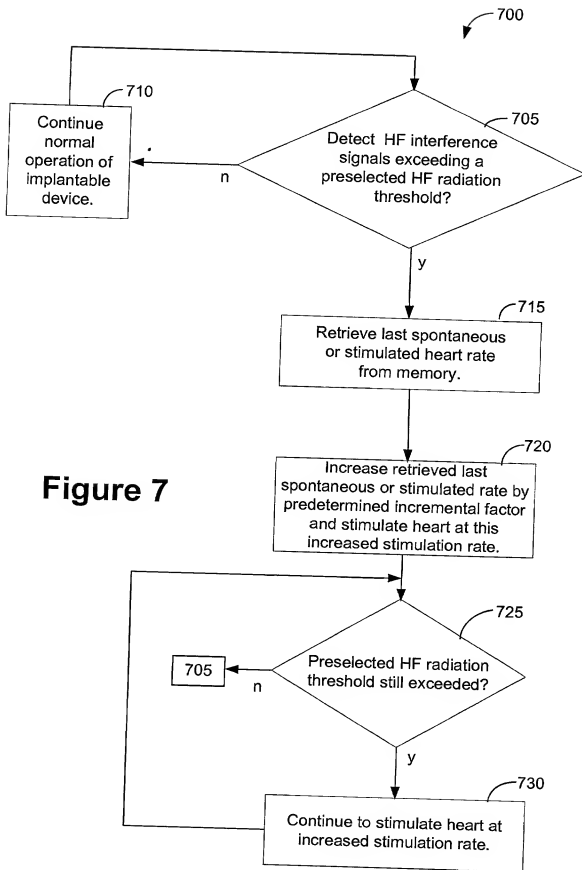 700
710
Continue
normal
operation of
implantable
device.
n
705
Detect HF interference
signals exceeding a
preselected HF radiation
threshold?
y
715
Retrieve last spontaneous
or stimulated heart rate
from memory.
720
Increase retrieved last
spontaneous or stimulated rate by
predetermined incremental factor
and stimulate heart at this
increased stimulation rate.
Figure 7
725
Preselected HF radiation
threshold still exceeded?
705
n
y
730
Continue to stimulate heart at
increased stimulation rate.